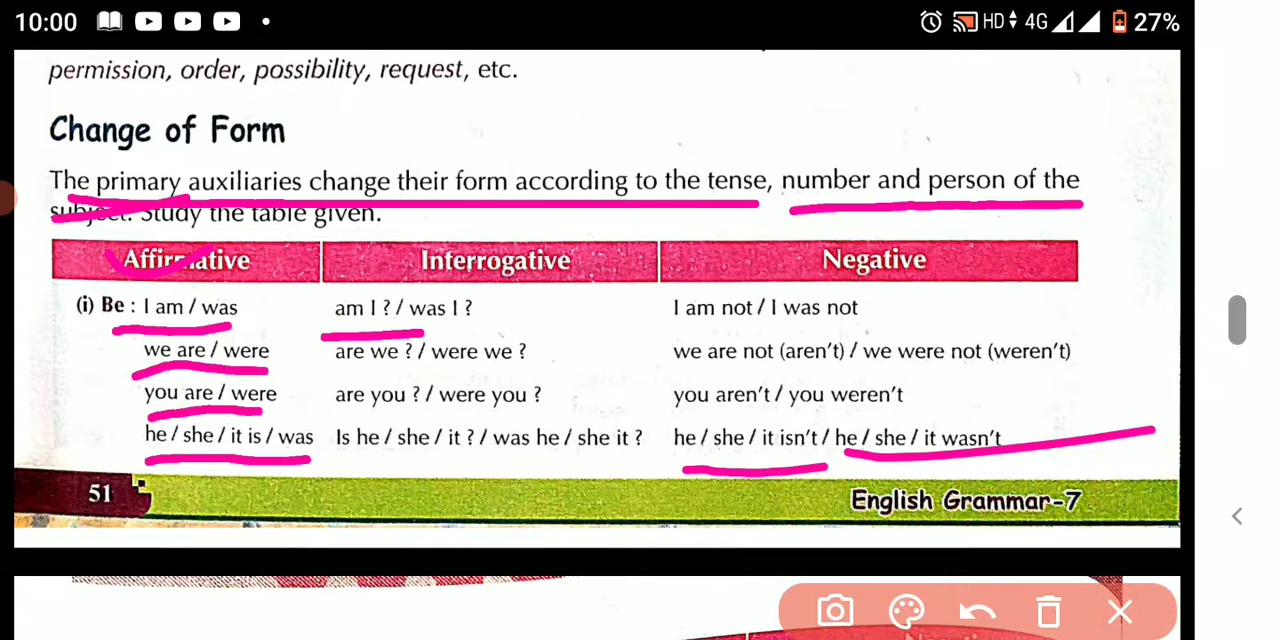 10:00 HD 4G 27%
permission, order, possibility, request, etc.
Change of Form
The primary auxiliaries change their form according to the tense, number and person of the
subject. Study the table given.
Affirmative Inferrogative Negative
(i) Be : I am / was am I ? / was I ? I am not / I was not
we are / were are we ? / were we ? we are not (aren't) / we were not (weren't)
you are / were are you ? / were you ? you aren't / you weren't
he / she / it is / was Is he / she / it ? / was he / she it ? he / she / it isn't / he / she / it wasn't
51 English Grammar-7